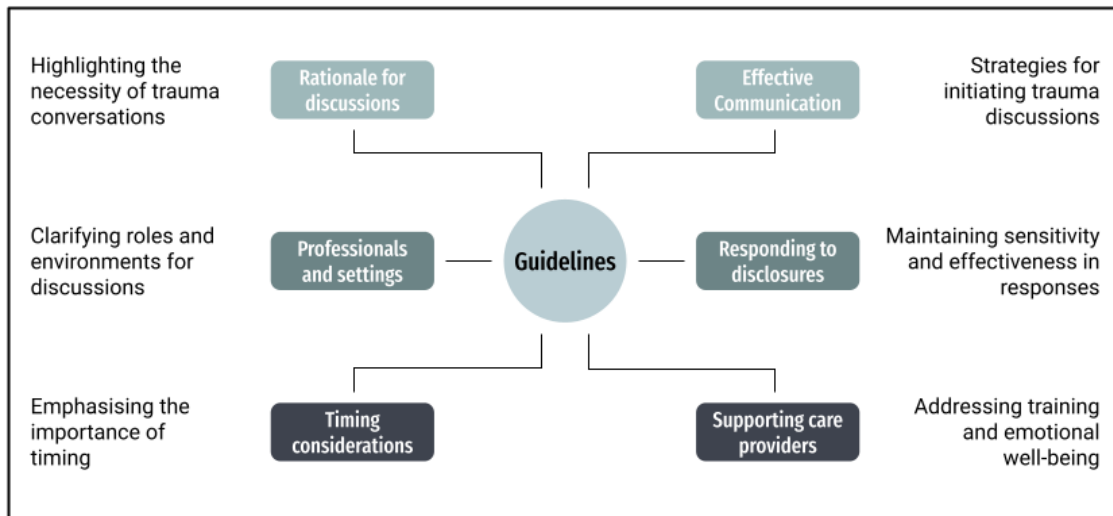 Highlighting the
necessity of trauma
conversations
Rationale for
discussions
Effective
Communication
Strategies for
initiating trauma
discussions
Clarifying roles and
environments for
discussions
Professionals
and settings
Guidelines
Responding to
disclosures
Maintaining sensitivity
and effectiveness in
responses
Emphasising the
importance of
timing
Timing
considerations
Supporting care
providers
Addressing training
and emotional
well-being